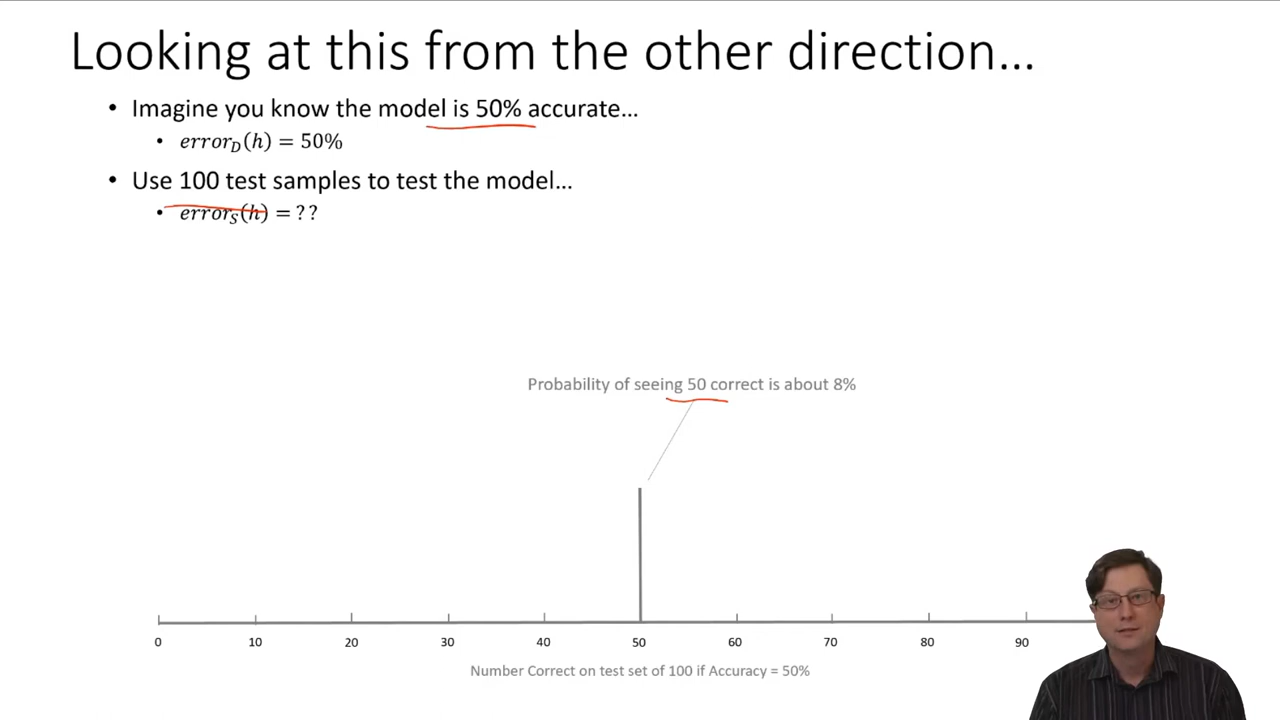 Looking at this from the other direction…
• Imagine you know the model is 50% accurate…
• error_D(h) = 50%
• Use 100 test samples to test the model…
• error_S(h) = ??
Probability of seeing 50 correct is about 8%
0 10 20 30 40 50 60 70 80 90
Number Correct on test set of 100 if Accuracy = 50%